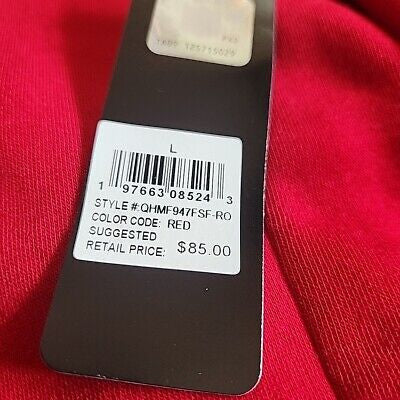 L
1 97663 08524 3
STYLE #:QHMF947FSF-RO
COLOR CODE: RED
SUGGESTED
RETAIL PRICE: $85.00